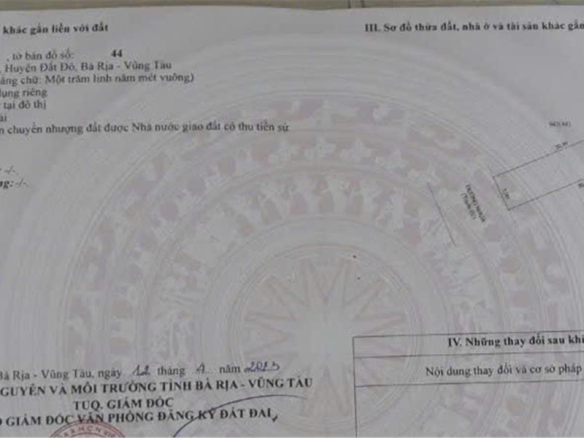 khác gắn liền với đất
, tờ bản đồ số: 44
, Huyện Đất Đỏ, Bà Rịa - Vũng Tàu
bằng chữ: Một trăm linh năm mét vuông)
dụng riêng
tại đô thị
ài
n chuyển nhượng đất được Nhà nước giao đất có thu tiền sử
: -/-
ng: -/-
III. Sơ đồ thửa đất, nhà ở và tài sản khác gắn
Bà Rịa - Vũng Tàu, ngày 12 tháng 4 năm 2023
GUYÊN VÀ MÔI TRƯỜNG TỈNH BÀ RỊA - VŨNG TÀU
TUQ. GIÁM ĐỐC
GIÁM ĐỐC VĂN PHÒNG ĐĂNG KÝ ĐẤT ĐAI
IV. Những thay đổi sau khi
Nội dung thay đổi và cơ sở pháp